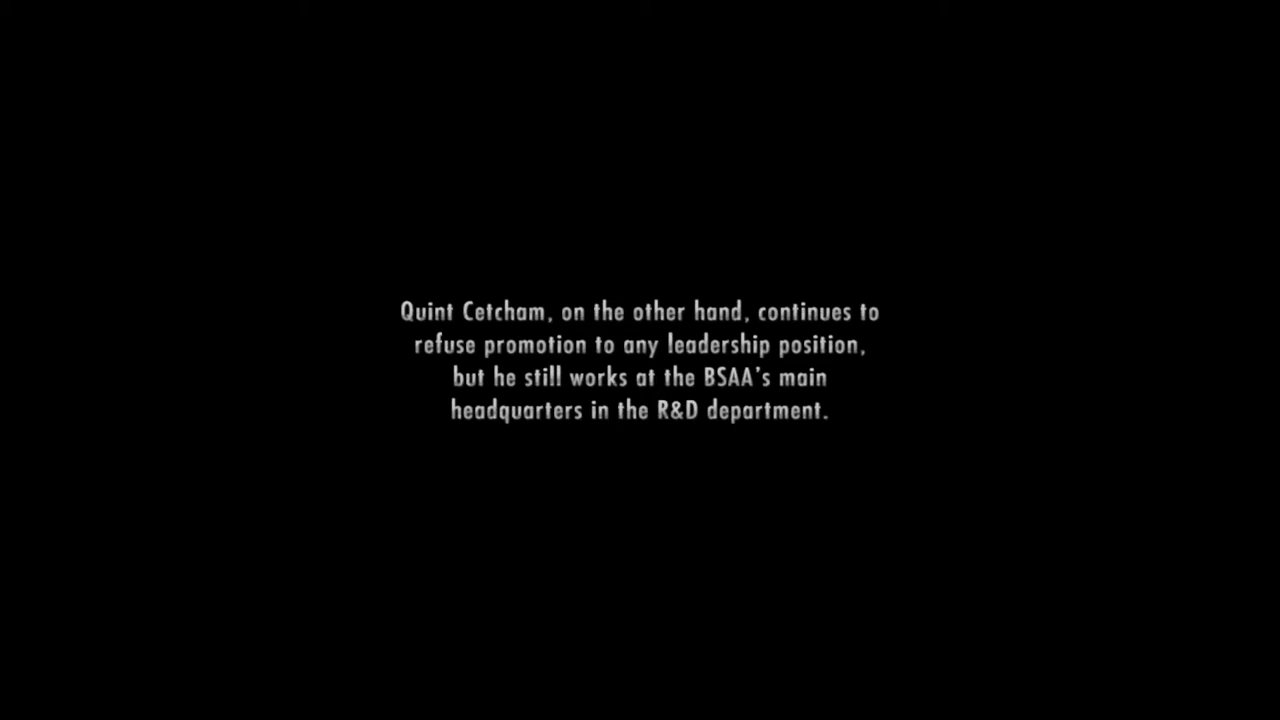 Quint Cetcham, on the other hand, continues to
refuse promotion to any leadership position,
but he still works at the BSAA's main
headquarters in the R&D department.